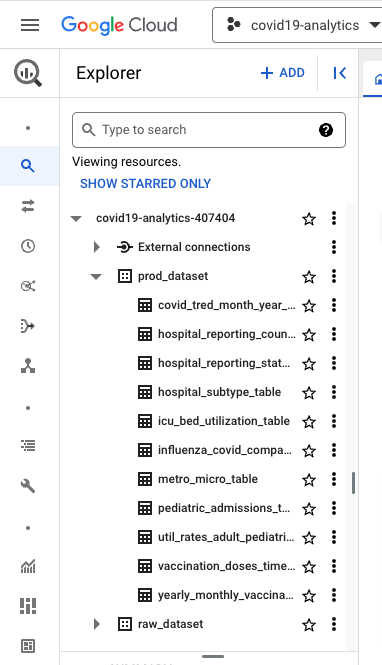 Google Cloud
covid19-analytics
Explorer
+ ADD
Type to search
Viewing resources.
SHOW STARRED ONLY
covid19-analytics-407404
External connections
prod_dataset
covid_tred_month_year_...
hospital_reporting_coun...
hospital_reporting_stat...
hospital_subtype_table
icu_bed_utilization_table
influenza_covid_compa...
metro_micro_table
pediatric_admissions_t...
util_rates_adult_pediatri...
vaccination_doses_time...
yearly_monthly_vaccina...
raw_dataset